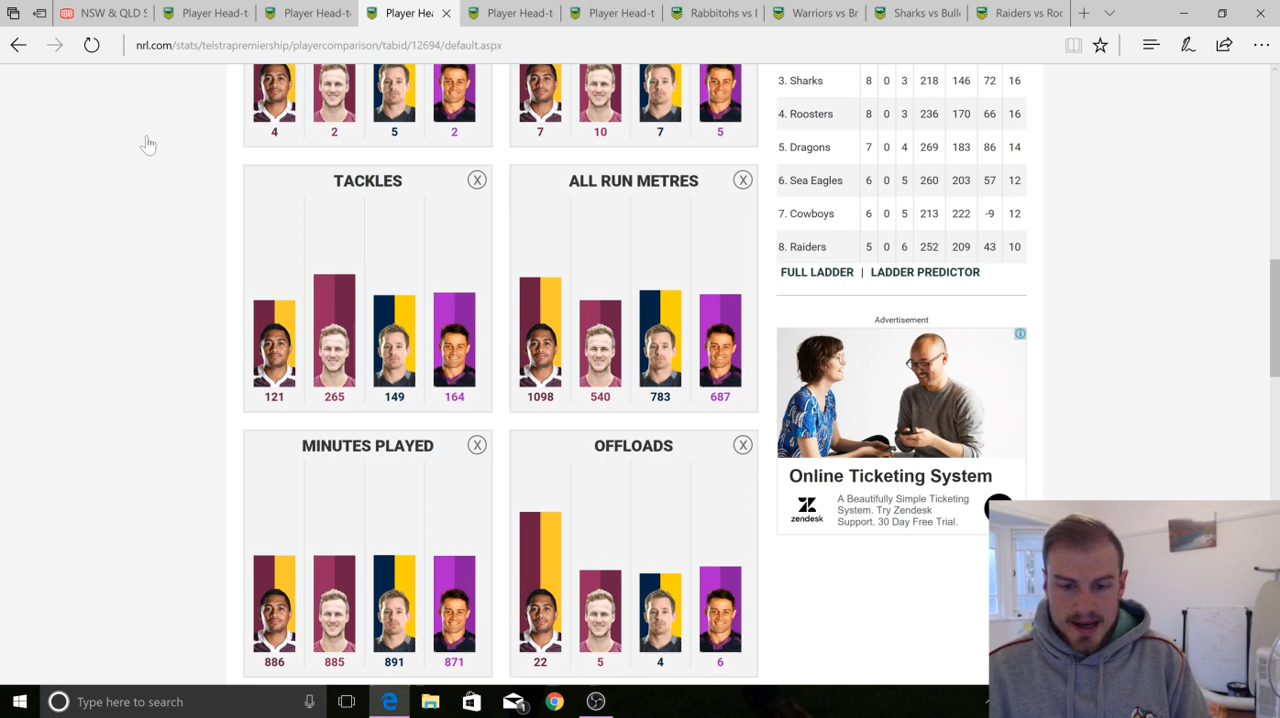 NSW & QLD S
Player Head-t
Player Head-t
Player Head-t
Rabbitohs v I
Warriors vs Br
Sharks vs Sea
Raiders vs Roo
nrl.com/stats/telstrapremiership/playercomparison/tabid/12694/default.aspx
4 2 5 2
7 10 7 5
TACKLES
121 265 149 164
ALL RUN METRES
1098 540 783 687
MINUTES PLAYED
886 885 891 871
OFFLOADS
22 5 4 6
3. Sharks 8 0 3 218 146 72 16
4. Roosters 8 0 3 236 170 66 16
5. Dragons 7 0 4 269 183 86 14
6. Sea Eagles 6 0 5 260 203 57 12
7. Cowboys 6 0 5 213 222 -9 12
8. Raiders 5 0 6 252 209 43 10
FULL LADDER | LADDER PREDICTOR
Advertisement
Online Ticketing System
zendesk
A Beautifully Simple Ticketing
System. Try Zendesk
Support. 30 Day Free Trial.
Type here to search